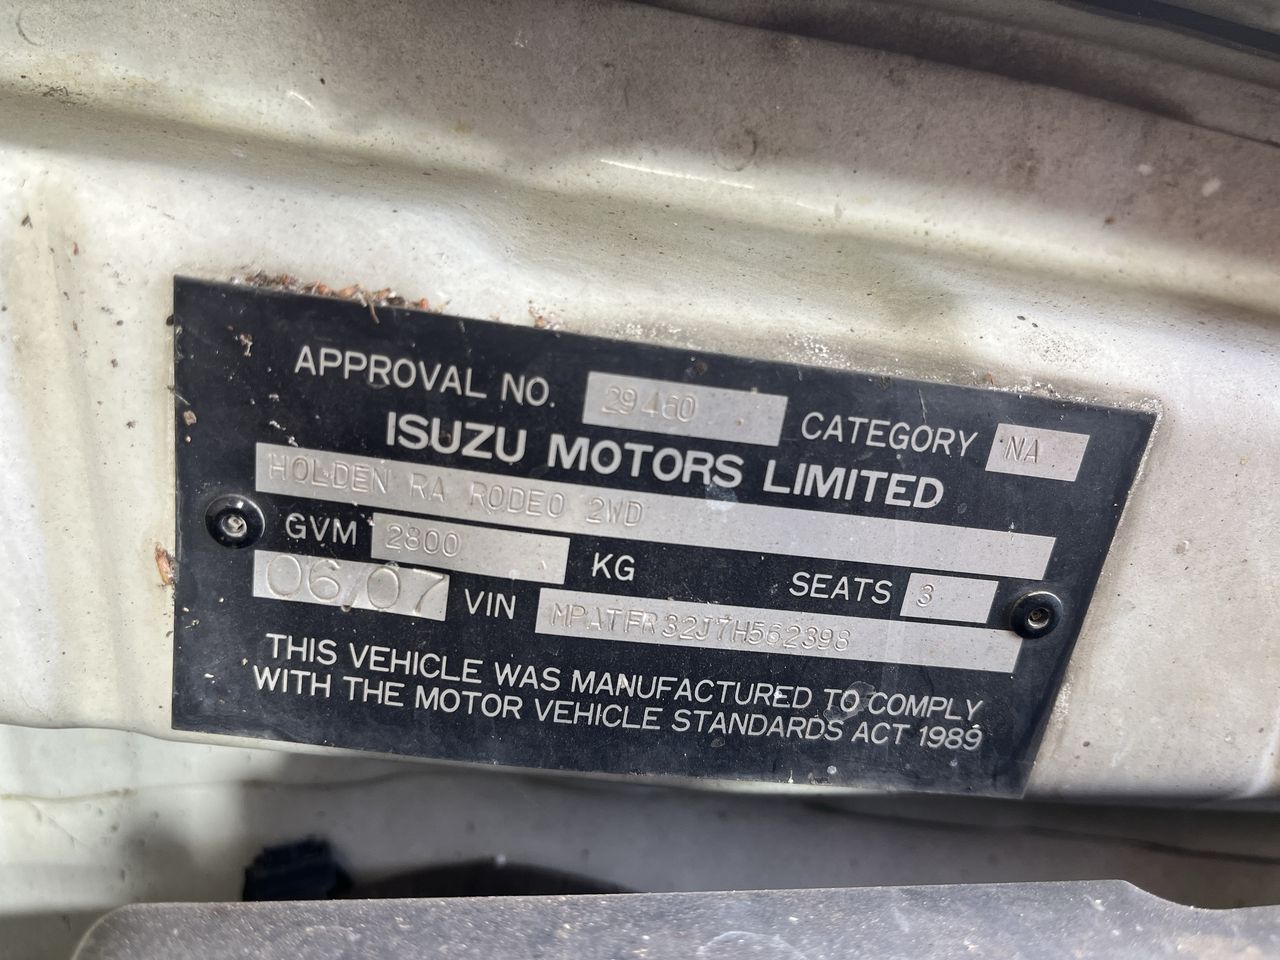 APPROVAL NO. 29460 CATEGORY NA
ISUZU MOTORS LIMITED
HOLDEN RA RODEO 2WD
GVM 2800 KG SEATS 3
06/07 VIN MPATFR32J7H562398
THIS VEHICLE WAS MANUFACTURED TO COMPLY
WITH THE MOTOR VEHICLE STANDARDS ACT 1989